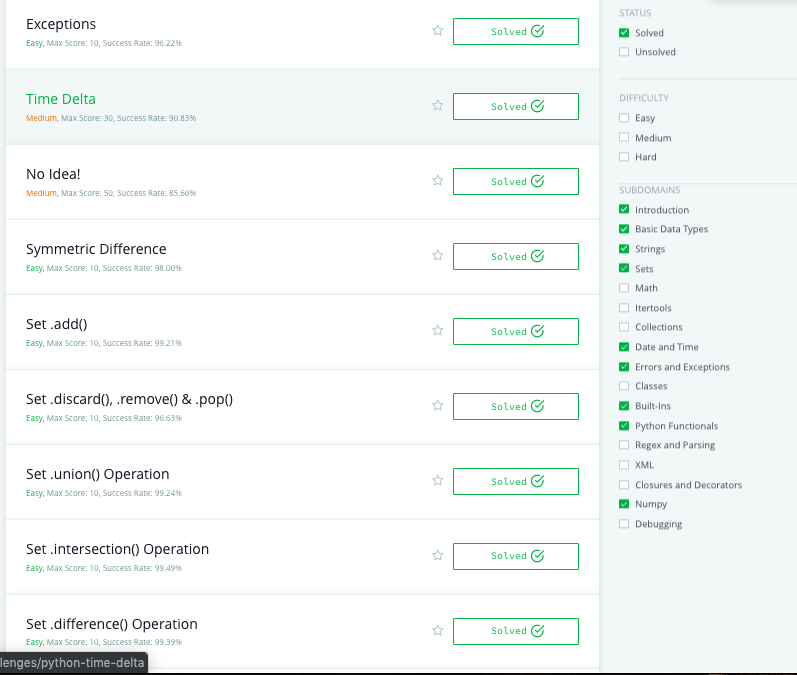 Exceptions
Easy, Max Score: 10, Success Rate: 96.22%
Solved
Time Delta
Medium, Max Score: 30, Success Rate: 90.83%
Solved
No Idea!
Medium, Max Score: 50, Success Rate: 85.60%
Solved
Symmetric Difference
Easy, Max Score: 10, Success Rate: 98.00%
Solved
Set .add()
Easy, Max Score: 10, Success Rate: 99.21%
Solved
Set .discard(), .remove() & .pop()
Easy, Max Score: 10, Success Rate: 96.63%
Solved
Set .union() Operation
Easy, Max Score: 10, Success Rate: 99.24%
Solved
Set .intersection() Operation
Easy, Max Score: 10, Success Rate: 99.49%
Solved
Set .difference() Operation
Easy, Max Score: 10, Success Rate: 99.39%
Solved
lenges/python-time-delta
STATUS
Solved
Unsolved
DIFFICULTY
Easy
Medium
Hard
SUBDOMAINS
Introduction
Basic Data Types
Strings
Sets
Math
Itertools
Collections
Date and Time
Errors and Exceptions
Classes
Built-Ins
Python Functionals
Regex and Parsing
XML
Closures and Decorators
Numpy
Debugging